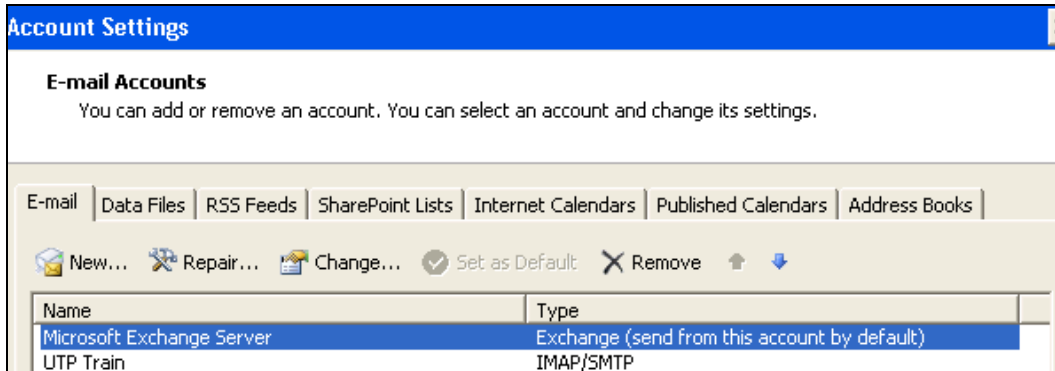 Account Settings
E-mail Accounts
You can add or remove an account. You can select an account and change its settings.
E-mail Data Files RSS Feeds SharePoint Lists Internet Calendars Published Calendars Address Books
New... Repair... Change... Set as Default Remove
Name Type
Microsoft Exchange Server Exchange (send from this account by default)
UTP Train IMAP/SMTP